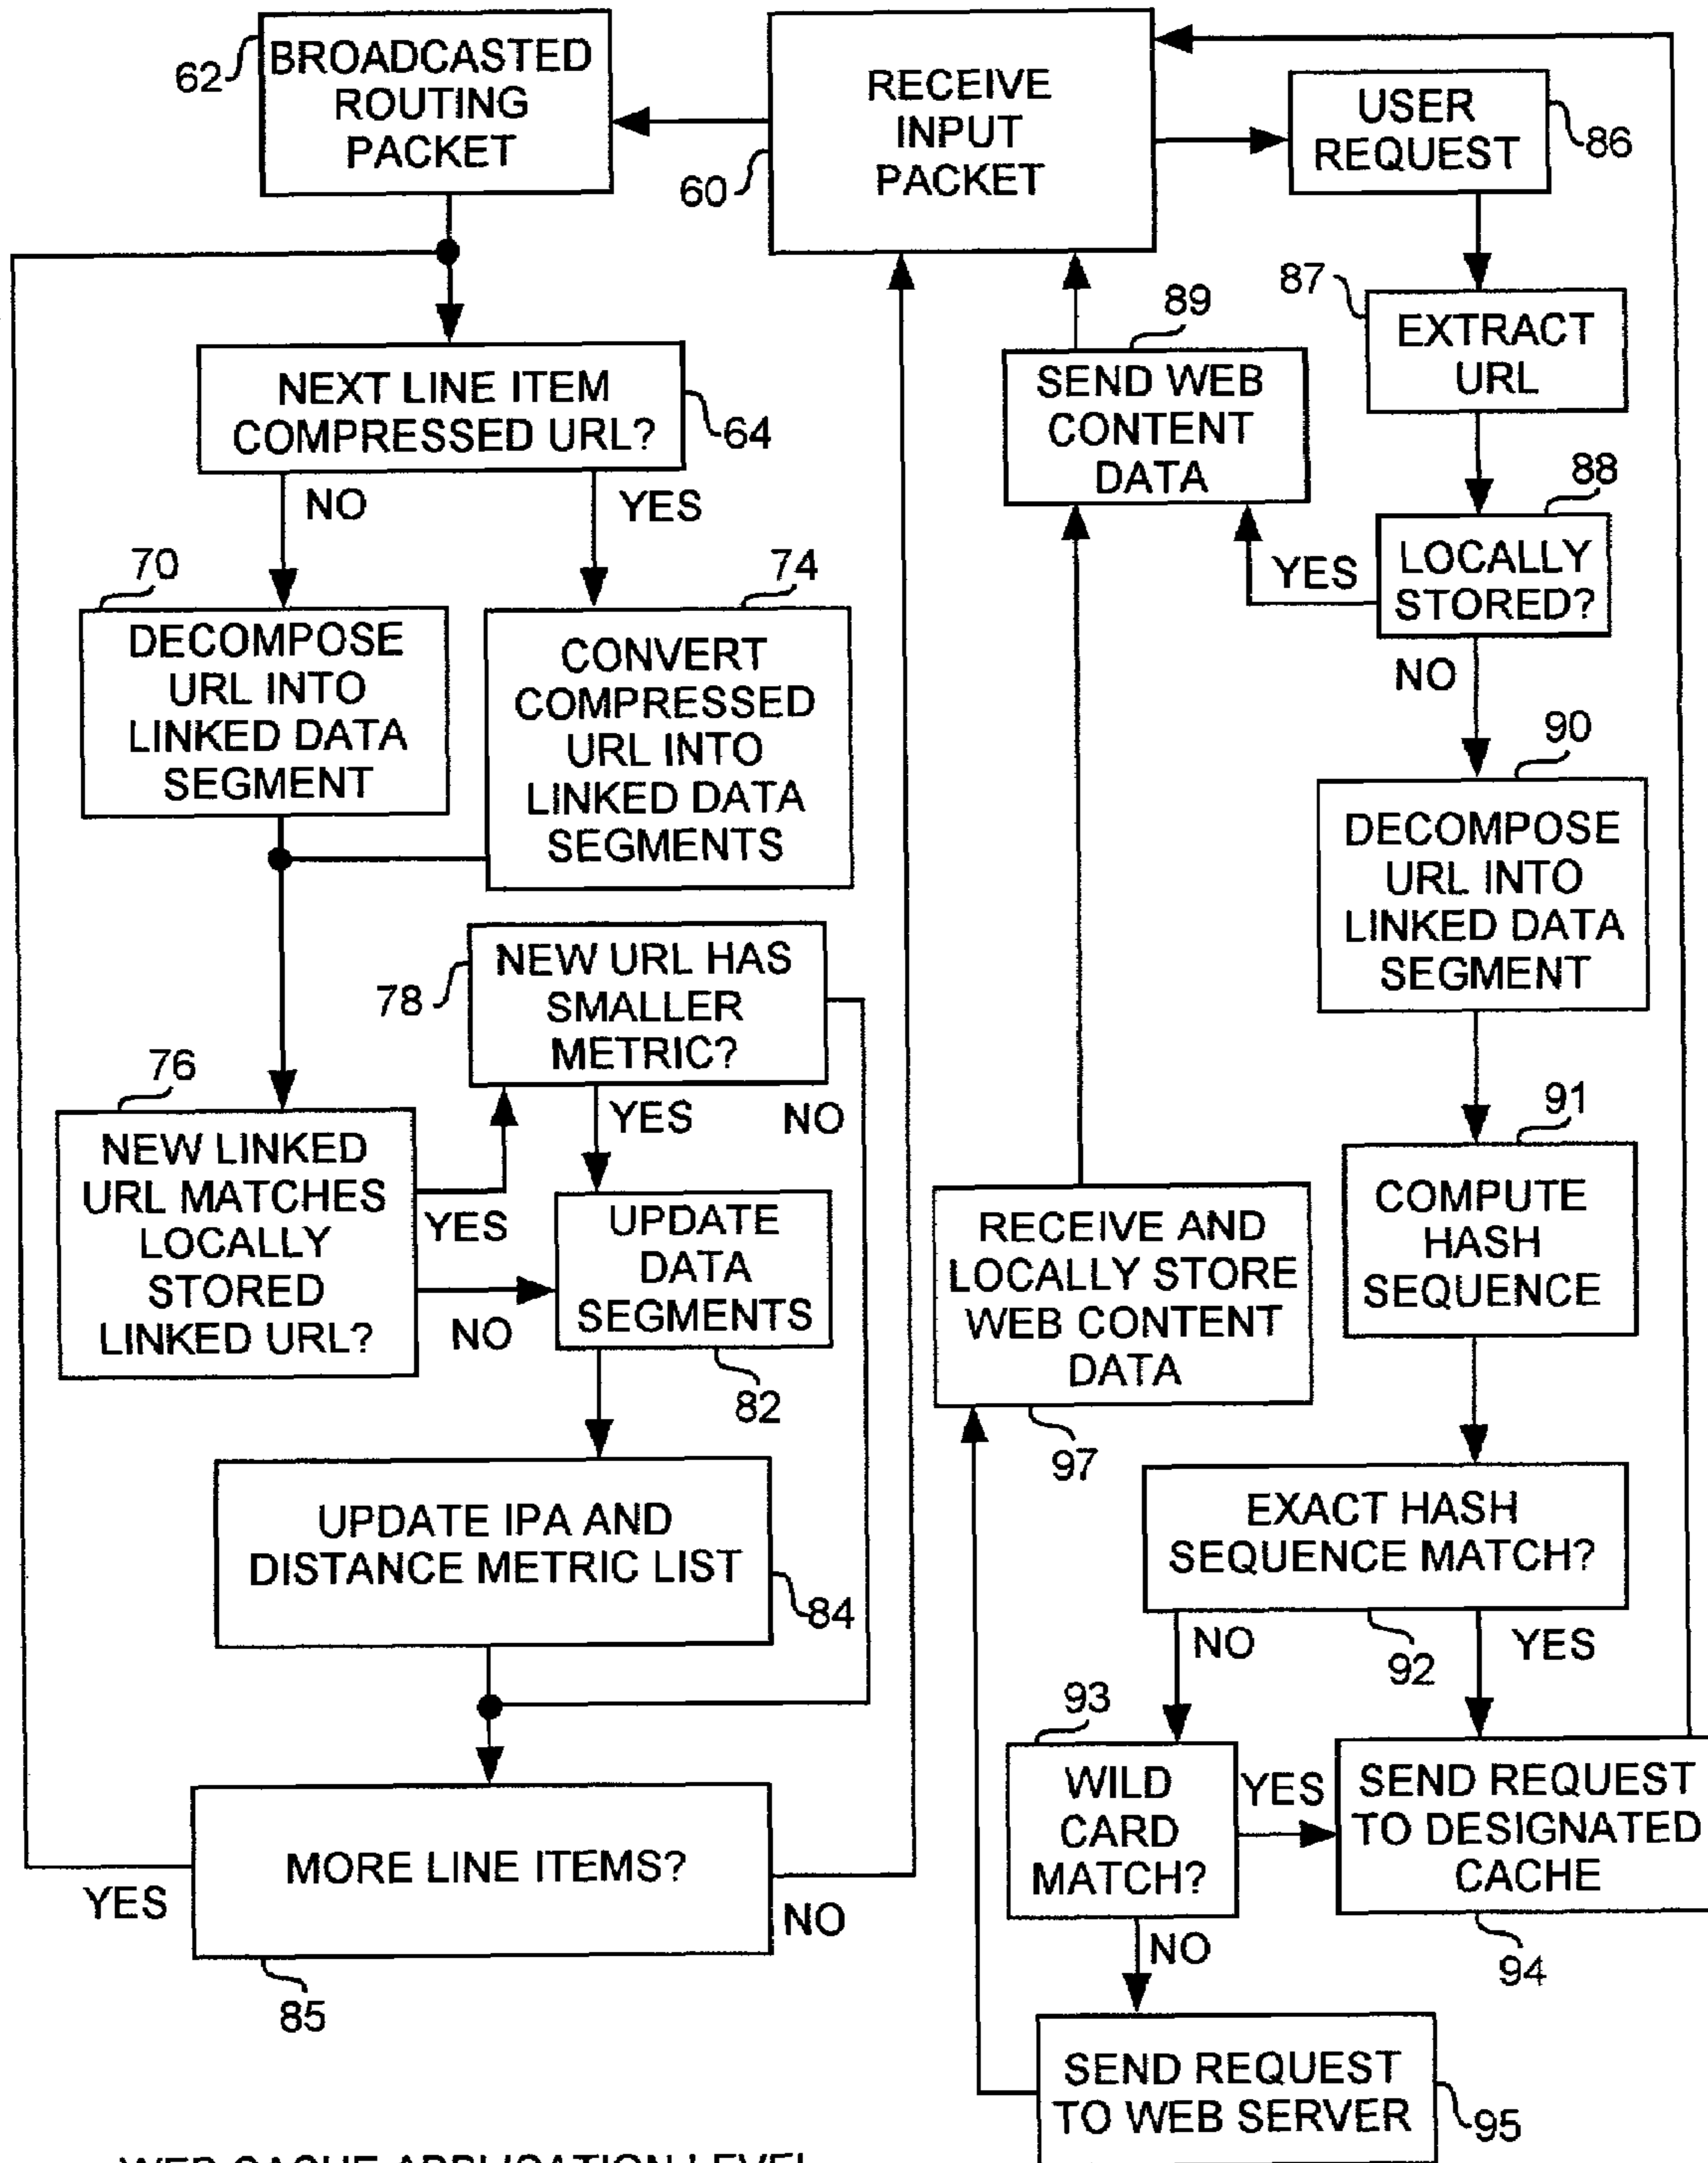 62
BROADCASTED
ROUTING
PACKET
RECEIVE
INPUT
PACKET
60
USER
REQUEST
86
87
EXTRACT
URL
NEXT LINE ITEM
COMPRESSED URL?
64
NO
YES
89
SEND WEB
CONTENT
DATA
88
LOCALLY
STORED?
YES
NO
70
DECOMPOSE
URL INTO
LINKED DATA
SEGMENT
74
CONVERT
COMPRESSED
URL INTO
LINKED DATA
SEGMENTS
90
DECOMPOSE
URL INTO
LINKED DATA
SEGMENT
78
NEW URL HAS
SMALLER
METRIC?
YES
NO
76
NEW LINKED
URL MATCHES
LOCALLY
STORED
LINKED URL?
YES
NO
UPDATE
DATA
SEGMENTS
82
91
COMPUTE
HASH
SEQUENCE
RECEIVE AND
LOCALLY STORE
WEB CONTENT
DATA
97
UPDATE IPA AND
DISTANCE METRIC LIST
84
EXACT HASH
SEQUENCE MATCH?
NO
92
YES
93
WILD
CARD
MATCH?
YES
NO
SEND REQUEST
TO DESIGNATED
CACHE
94
MORE LINE ITEMS?
YES
NO
85
SEND REQUEST
TO WEB SERVER
95
WEB CACHE APPLICATION LEVEL